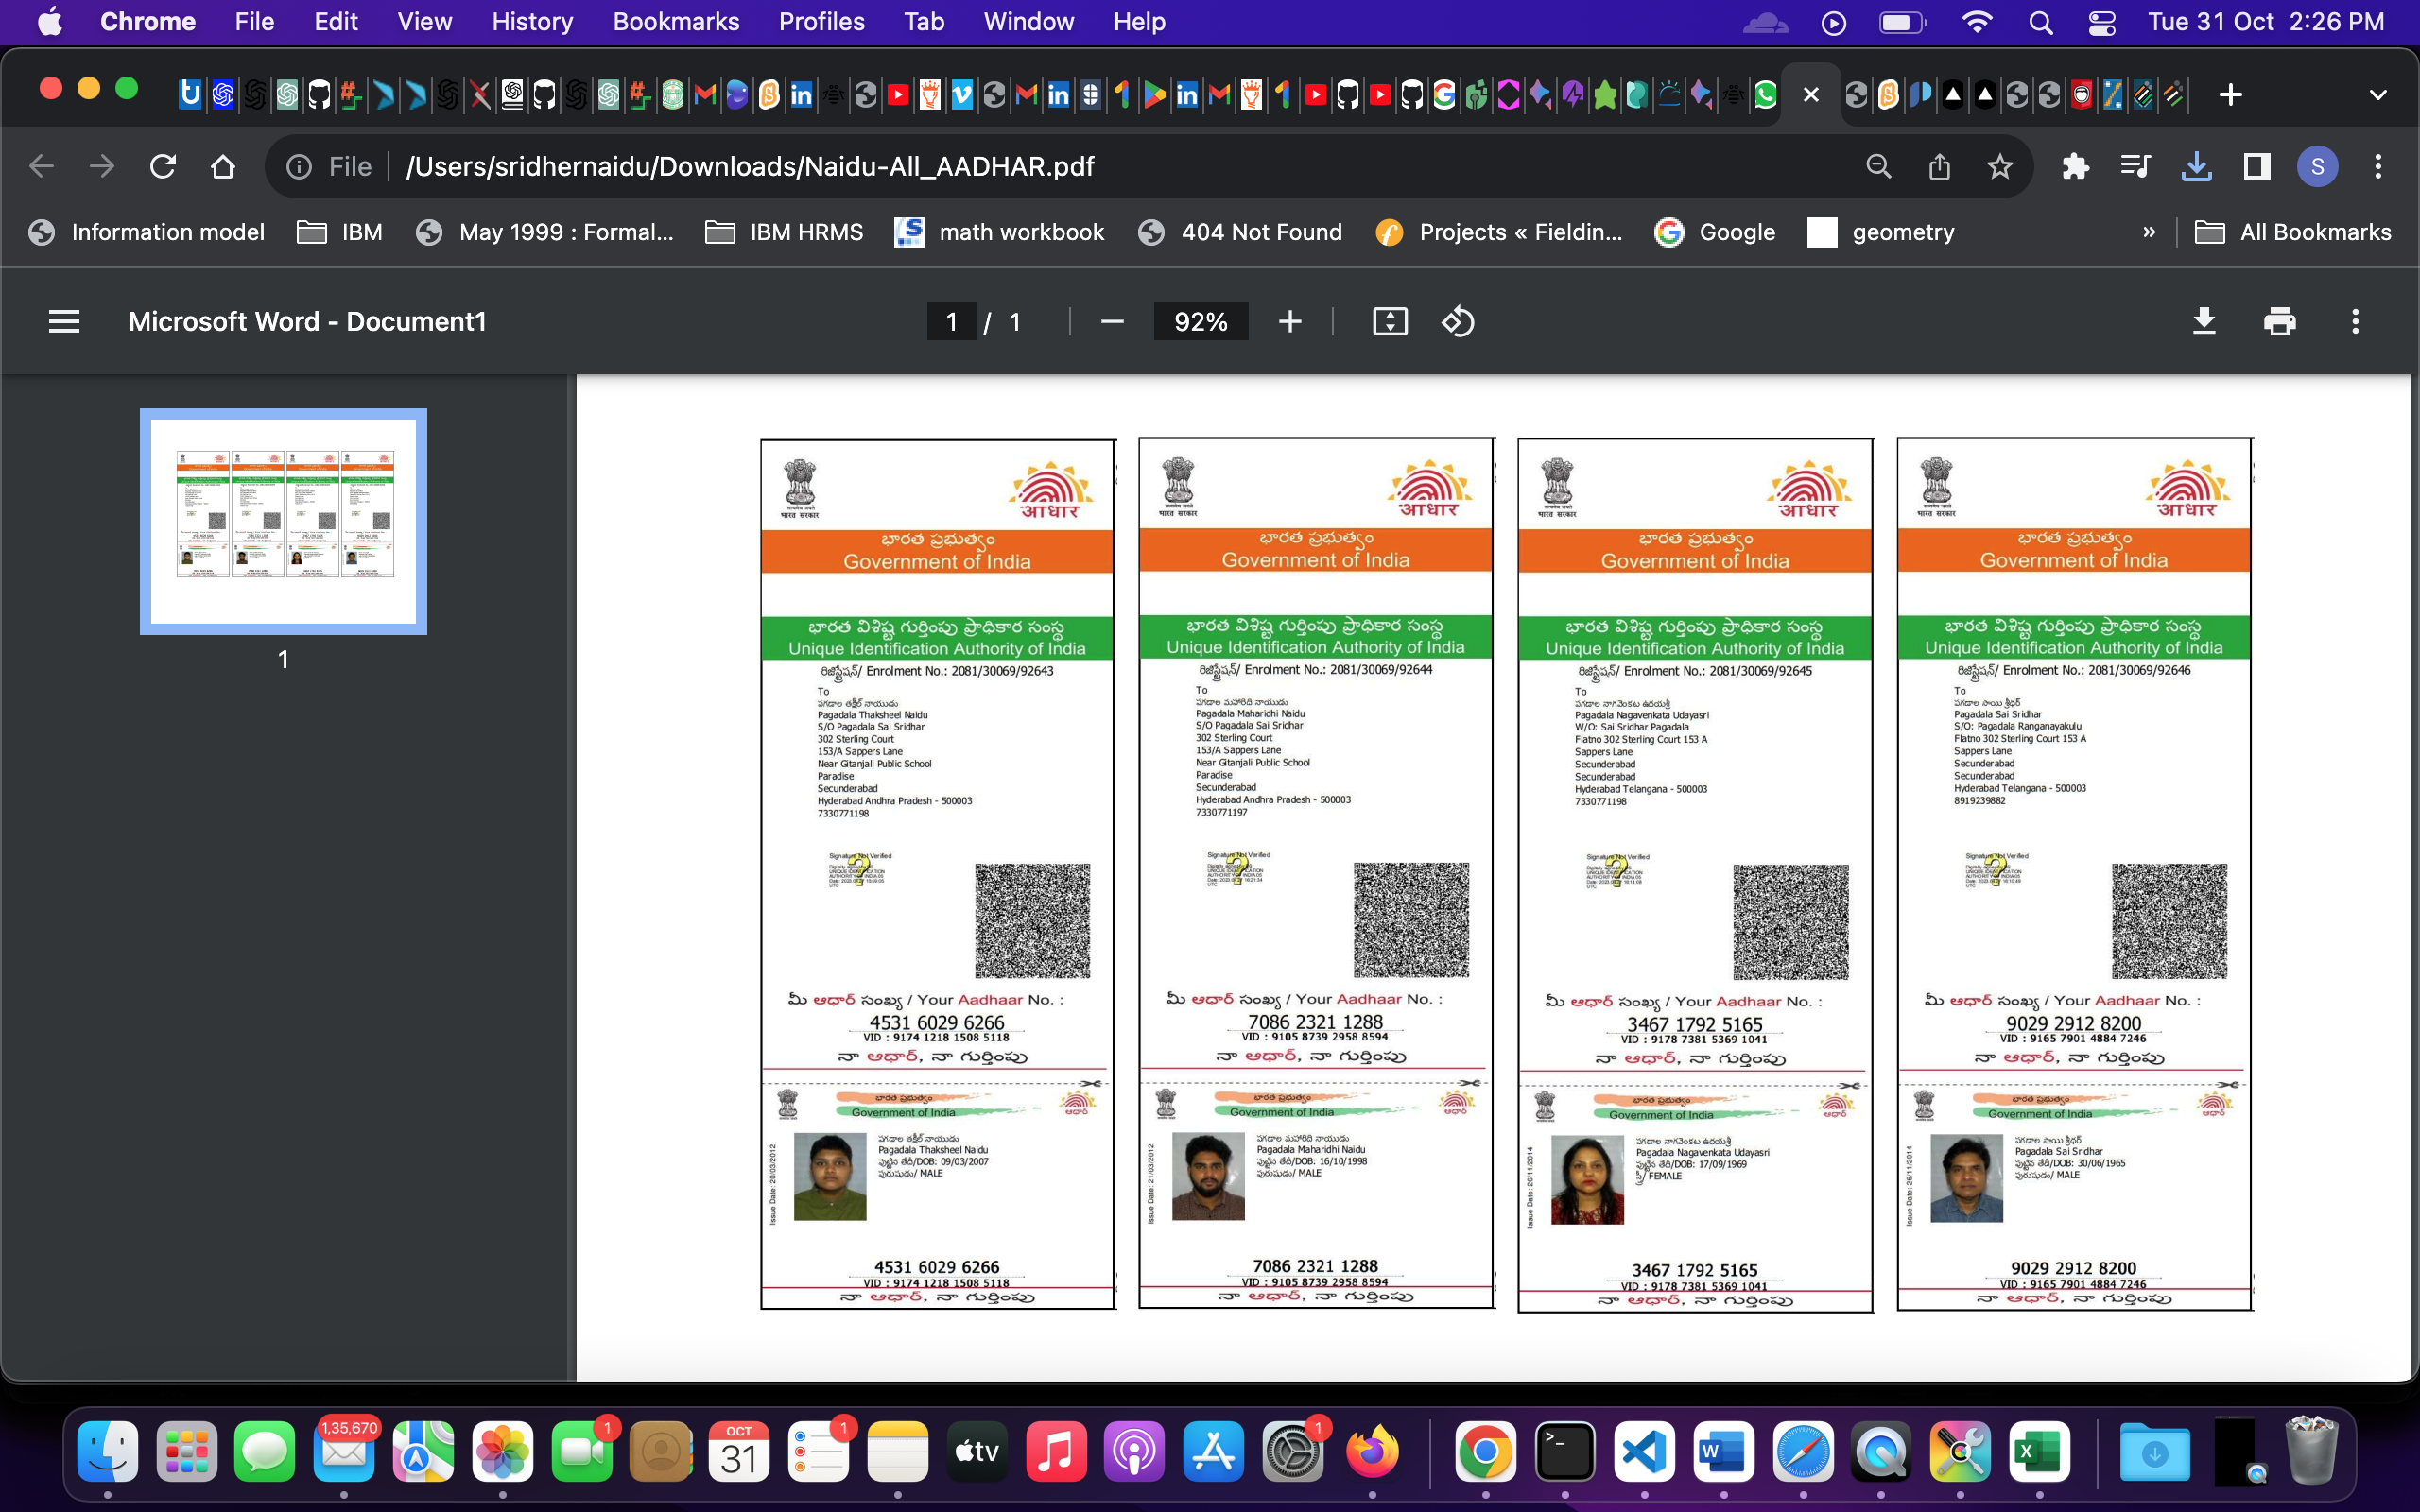 Chrome File Edit View History Bookmarks Profiles Tab Window Help Tue 31 Oct 2:26 PM
File /Users/sridhernaidu/Downloads/Naidu-All_AADHAR.pdf S
Information model IBM May 1999 : Formal... IBM HRMS math workbook 404 Not Found Projects « Fieldin... Google geometry » All Bookmarks
Microsoft Word - Document1 1 / 1 92%
1
भारत सरकार
आधार
భారత ప్రభుత్వం
Government of India
భారత విశిష్ట గుర్తింపు ప్రాధికార సంస్థ
Unique Identification Authority of India
రిజిస్ట్రేషన్/ Enrolment No.: 2081/30069/92643
To
పగడాల తక్షీల్ నాయుడు
Pagadala Thaksheel Naidu
S/O Pagadala Sai Sridhar
302 Sterling Court
153/A Sappers Lane
Near Gitanjali Public School
Paradise
Secunderabad
Hyderabad Andhra Pradesh - 500003
7330771198
Signature Not Verified
మీ ఆధార్ సంఖ్య / Your Aadhaar No. :
4531 6029 6266
VID : 9174 1218 1508 5118
నా ఆధార్, నా గుర్తింపు
భారత ప్రభుత్వం
Government of India
ఆధార్
Issue Date: 20/03/2012
పగడాల తక్షీల్ నాయుడు
Pagadala Thaksheel Naidu
పుట్టిన తేదీ/DOB: 09/03/2007
పురుషుడు/ MALE
4531 6029 6266
VID : 9174 1218 1508 5118
నా ఆధార్, నా గుర్తింపు
भारत सरकार
आधार
భారత ప్రభుత్వం
Government of India
భారత విశిష్ట గుర్తింపు ప్రాధికార సంస్థ
Unique Identification Authority of India
రిజిస్ట్రేషన్/ Enrolment No.: 2081/30069/92644
To
పగడాల మహారిది నాయుడు
Pagadala Maharidhi Naidu
S/O Pagadala Sai Sridhar
302 Sterling Court
153/A Sappers Lane
Near Gitanjali Public School
Paradise
Secunderabad
Hyderabad Andhra Pradesh - 500003
7330771197
Signature Not Verified
మీ ఆధార్ సంఖ్య / Your Aadhaar No. :
7086 2321 1288
VID : 9105 8739 2958 8594
నా ఆధార్, నా గుర్తింపు
భారత ప్రభుత్వం
Government of India
ఆధార్
Issue Date: 21/03/2012
పగడాల మహారిది నాయుడు
Pagadala Maharidhi Naidu
పుట్టిన తేదీ/DOB: 16/10/1998
పురుషుడు/ MALE
7086 2321 1288
VID : 9105 8739 2958 8594
నా ఆధార్, నా గుర్తింపు
भारत सरकार
आधार
భారత ప్రభుత్వం
Government of India
భారత విశిష్ట గుర్తింపు ప్రాధికార సంస్థ
Unique Identification Authority of India
రిజిస్ట్రేషన్/ Enrolment No.: 2081/30069/92645
To
పగడాల నాగవెంకట ఉదయశ్రీ
Pagadala Nagavenkata Udayasri
W/O: Sai Sridhar Pagadala
Flatno 302 Sterling Court 153 A
Sappers Lane
Secunderabad
Secunderabad
Hyderabad Telangana - 500003
7330771198
Signature Not Verified
మీ ఆధార్ సంఖ్య / Your Aadhaar No. :
3467 1792 5165
VID : 9178 7381 5369 1041
నా ఆధార్, నా గుర్తింపు
భారత ప్రభుత్వం
Government of India
ఆధార్
Issue Date: 26/11/2014
పగడాల నాగవెంకట ఉదయశ్రీ
Pagadala Nagavenkata Udayasri
పుట్టిన తేదీ/DOB: 17/09/1969
స్త్రీ/ FEMALE
3467 1792 5165
VID : 9178 7381 5369 1041
నా ఆధార్, నా గుర్తింపు
भारत सरकार
आधार
భారత ప్రభుత్వం
Government of India
భారత విశిష్ట గుర్తింపు ప్రాధికార సంస్థ
Unique Identification Authority of India
రిజిస్ట్రేషన్/ Enrolment No.: 2081/30069/92646
To
పగడాల సాయి శ్రీధర్
Pagadala Sai Sridhar
S/O: Pagadala Ranganayakulu
Flatno 302 Sterling Court 153 A
Sappers Lane
Secunderabad
Secunderabad
Hyderabad Telangana - 500003
8919239882
Signature Not Verified
మీ ఆధార్ సంఖ్య / Your Aadhaar No. :
9029 2912 8200
VID : 9165 7901 4884 7246
నా ఆధార్, నా గుర్తింపు
భారత ప్రభుత్వం
Government of India
ఆధార్
Issue Date: 26/11/2014
పగడాల సాయి శ్రీధర్
Pagadala Sai Sridhar
పుట్టిన తేదీ/DOB: 30/06/1965
పురుషుడు/ MALE
9029 2912 8200
VID : 9165 7901 4884 7246
నా ఆధార్, నా గుర్తింపు
1,35,670 1 OCT 31 1 tv 1